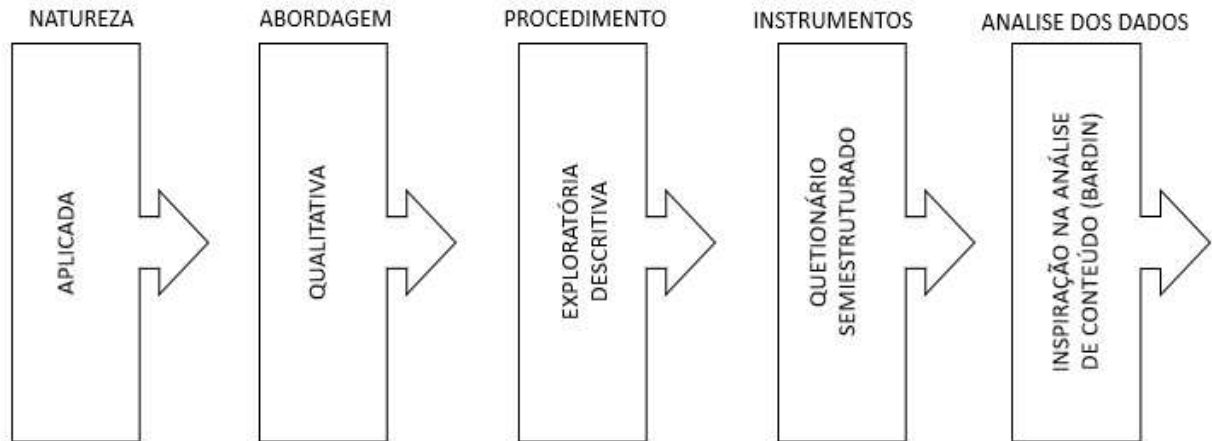 NATUREZA
APLICADA
ABORDAGEM
QUALITATIVA
PROCEDIMENTO
EXPLORATÓRIA
DESCRITIVA
INSTRUMENTOS
QUETIONÁRIO
SEMIESTRUTURADO
ANALISE DOS DADOS
INSPIRAÇÃO NA ANÁLISE
DE CONTEÚDO (BARDIN)